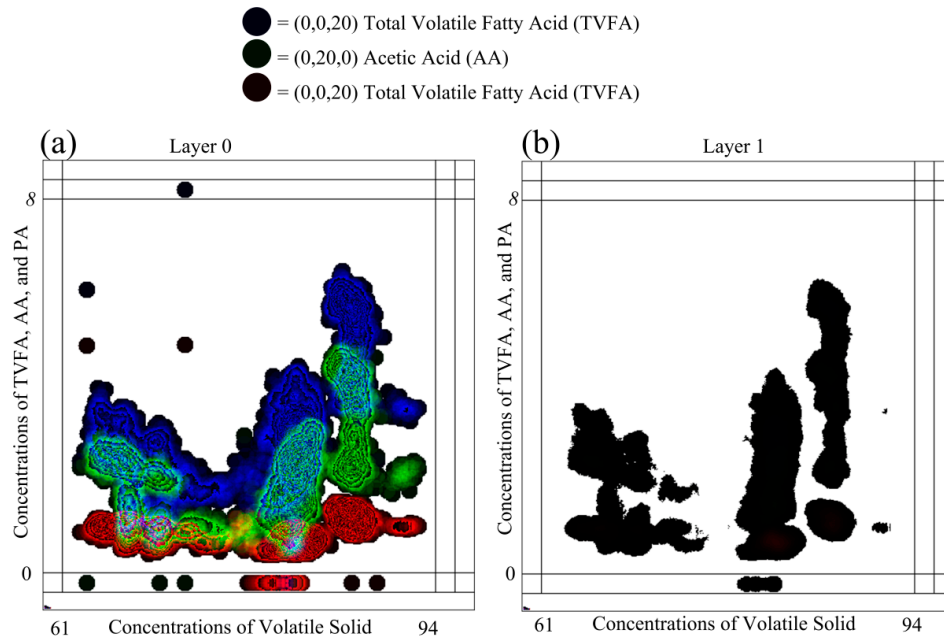 = (0,0,20) Total Volatile Fatty Acid (TVFA)
= (0,20,0) Acetic Acid (AA)
= (0,0,20) Total Volatile Fatty Acid (TVFA)
(a)
Layer 0
(b)
Layer 1
8
8
Concentrations of TVFA, AA, and PA
Concentrations of TVFA, AA, and PA
0
0
61
Concentrations of Volatile Solid
94
61
Concentrations of Volatile Solid
94